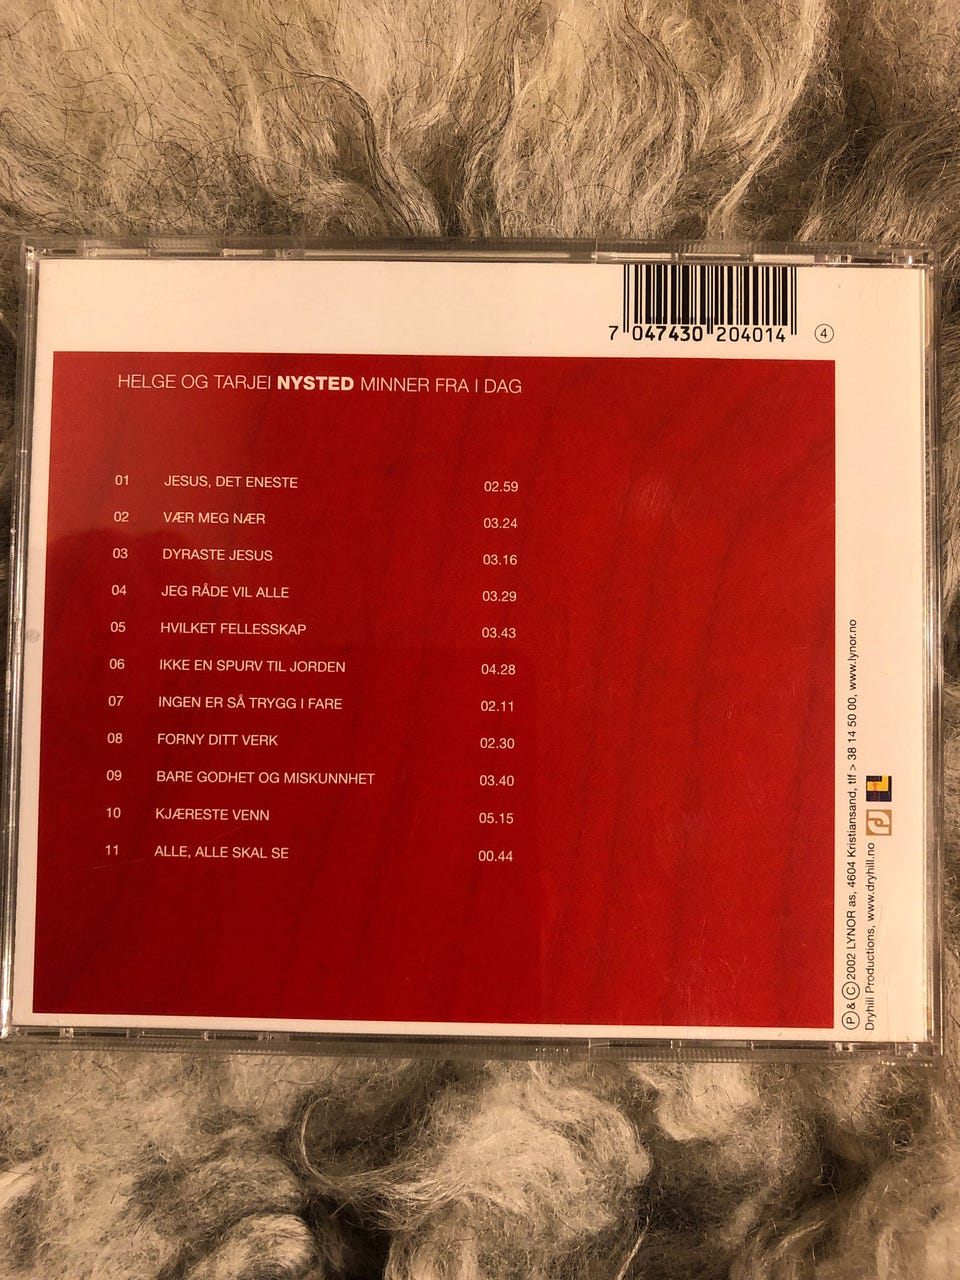 7 047430 204014 4
HELGE OG TARJEI NYSTED MINNER FRA I DAG
01 JESUS, DET ENESTE 02.59
02 VÆR MEG NÆR 03.24
03 DYRASTE JESUS 03.16
04 JEG RÅDE VIL ALLE 03.29
05 HVILKET FELLESSKAP 03.43
06 IKKE EN SPURV TIL JORDEN 04.28
07 INGEN ER SÅ TRYGG I FARE 02.11
08 FORNY DITT VERK 02.30
09 BARE GODHET OG MISKUNNHET 03.40
10 KJÆRESTE VENN 05.15
11 ALLE, ALLE SKAL SE 00.44
Ⓟ & Ⓒ 2002 LYNOR as, 4604 Kristiansand, tlf > 38 14 50 00, www.lynor.no
Dryhill Productions, www.dryhill.no